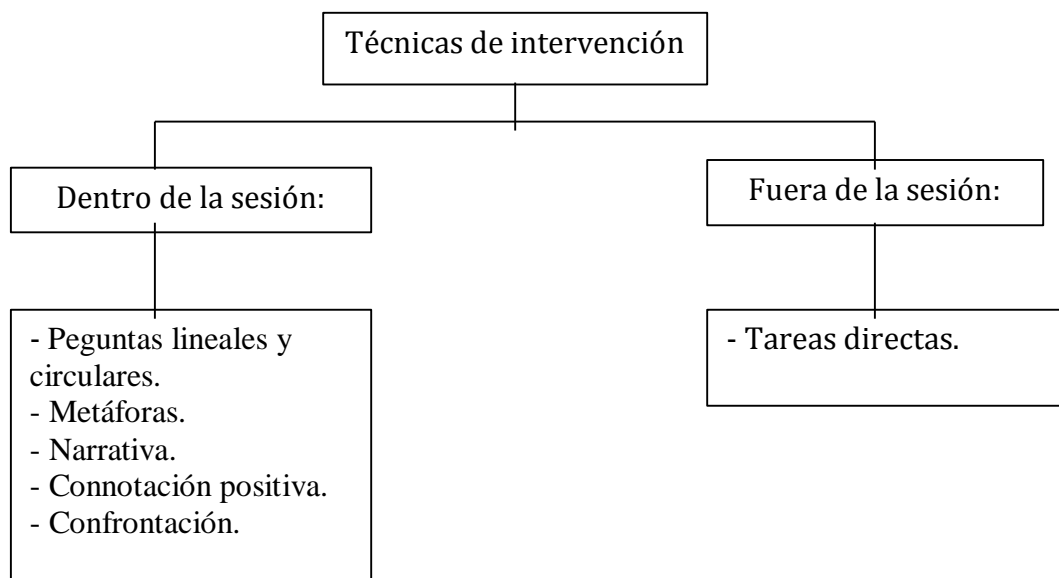 Técnicas de intervención
Dentro de la sesión:
Fuera de la sesión:
- Peguntas lineales y
circulares.
- Metáforas.
- Narrativa.
- Connotación positiva.
- Confrontación.
- Tareas directas.